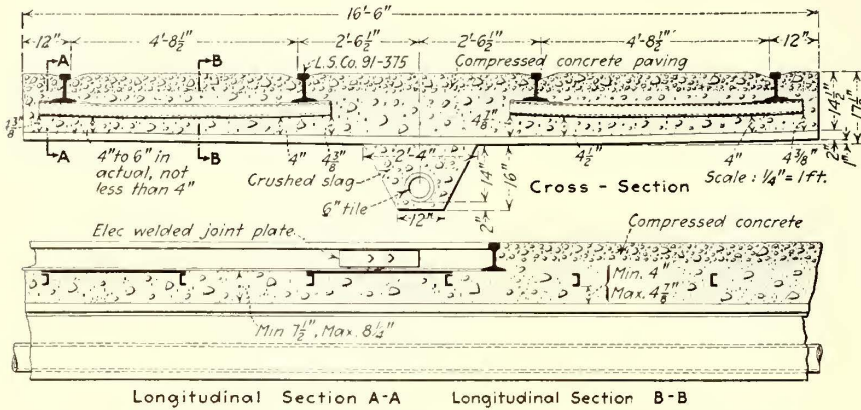 16'-6"
12" 4'-8½" 2'-6½" 2'-6½" 4'-8½" 12"
A B L.S.Co. 91-375 Compressed concrete paving
1⅜" 4⅞" 14½" 17½"
A B
4" to 6" in
actual, not
less than 4"
4" 4⅜" 2'-4" 4½" 4" 4⅜" 1"
Crushed slag 14" 16" Cross - Section
6" tile Scale : ¼" = 1 ft.
12" 2"
Elec welded joint plate Compressed concrete
Min. 4"
Max. 4⅞"
Min 7½", Max. 8¼"
Longitudinal Section A-A Longitudinal Section B-B